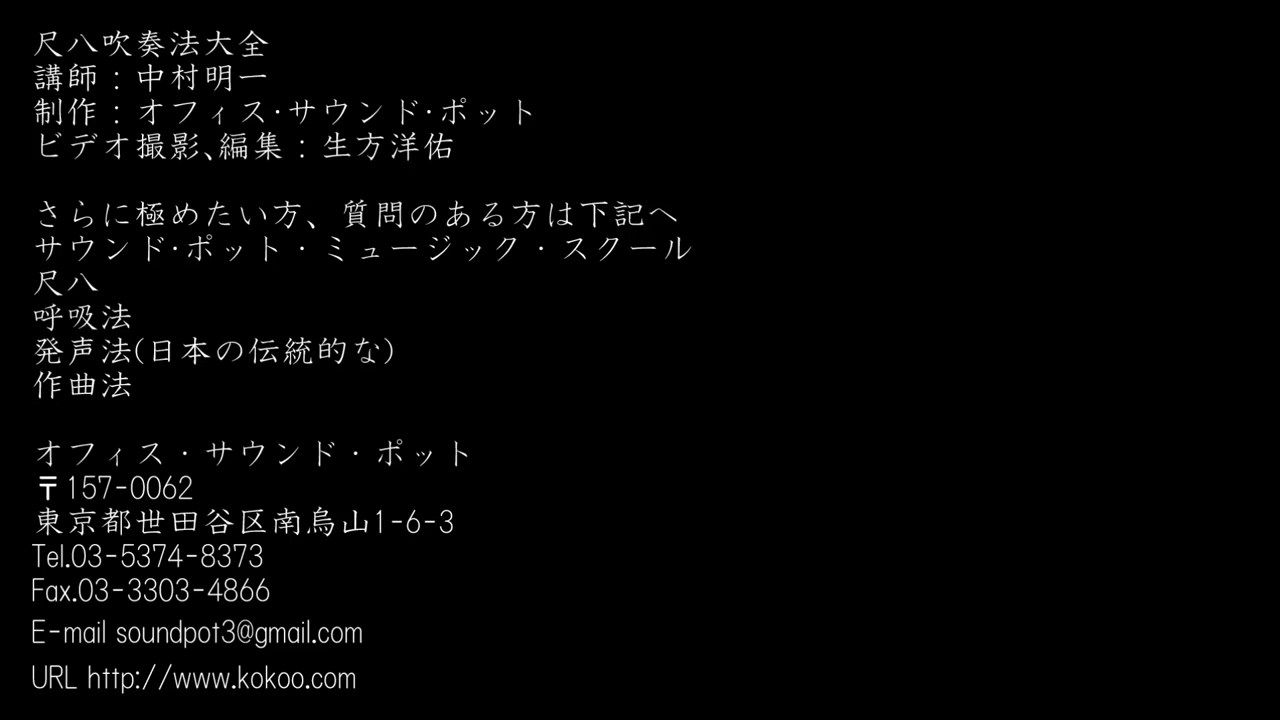 尺八吹奏法大全
講師：中村明一
制作：オフィス･サウンド･ポット
ビデオ撮影､編集：生方洋佑
さらに極めたい方、質問のある方は下記へ
サウンド･ポット・ミュージック・スクール
尺八
呼吸法
発声法(日本の伝統的な)
作曲法
オフィス・サウンド・ポット
〒157-0062
東京都世田谷区南烏山1-6-3
Tel.03-5374-8373
Fax.03-3303-4866
E-mail soundpot3@gmail.com
URL http://www.kokoo.com